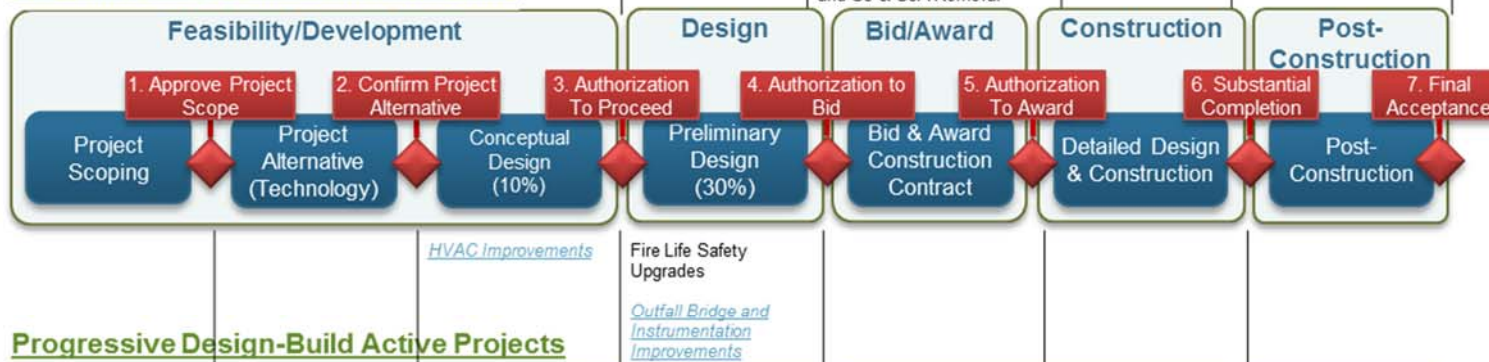 Feasibility/Development
Design
Bid/Award
Construction
Post-
Construction
1. Approve Project
Scope
2. Confirm Project
Alternative
3. Authorization
To Proceed
4. Authorization to
Bid
5. Authorization
To Award
6. Substantial
Completion
7. Final
Acceptance
Project
Scoping
Project
Alternative
(Technology)
Conceptual
Design
(10%)
Preliminary
Design
(30%)
Bid & Award
Construction
Contract
Detailed Design
& Construction
Post-
Construction
HVAC Improvements
Fire Life Safety
Upgrades
Outfall Bridge and
Instrumentation
Improvements
Progressive Design-Build Active Projects